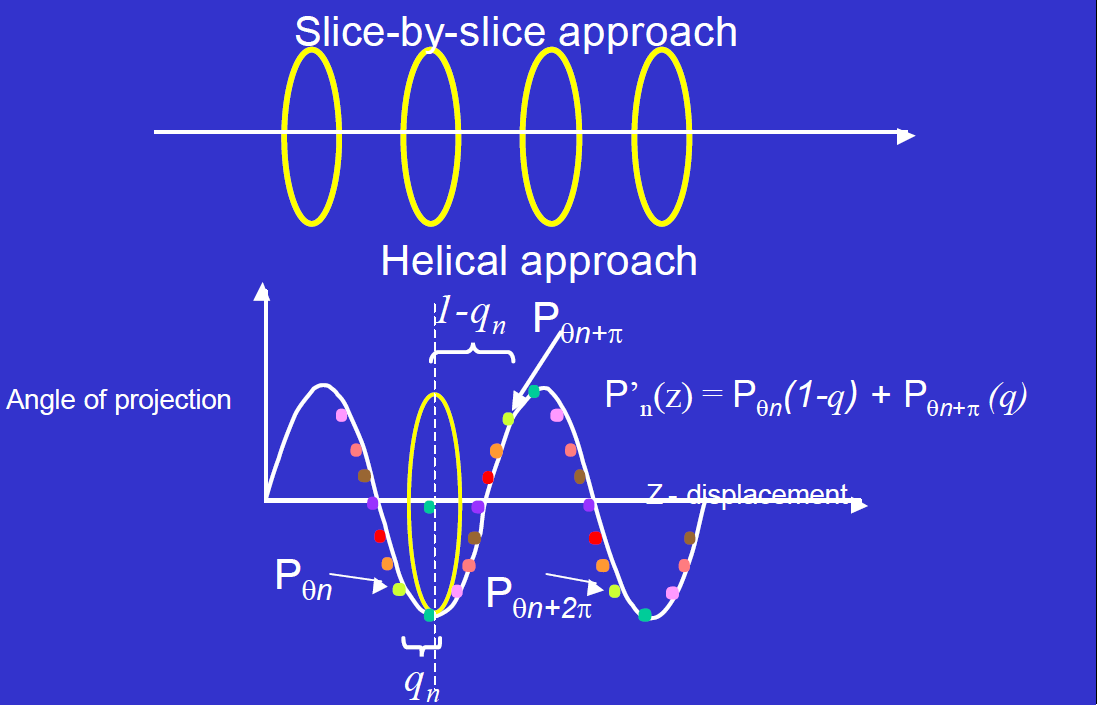 Slice-by-slice approach
Helical approach
1-qn
Pθn+π
Angle of projection
P’n(z) = Pθn(1-q) + Pθn+π (q)
Z - displacement
Pθn
Pθn+2π
qn